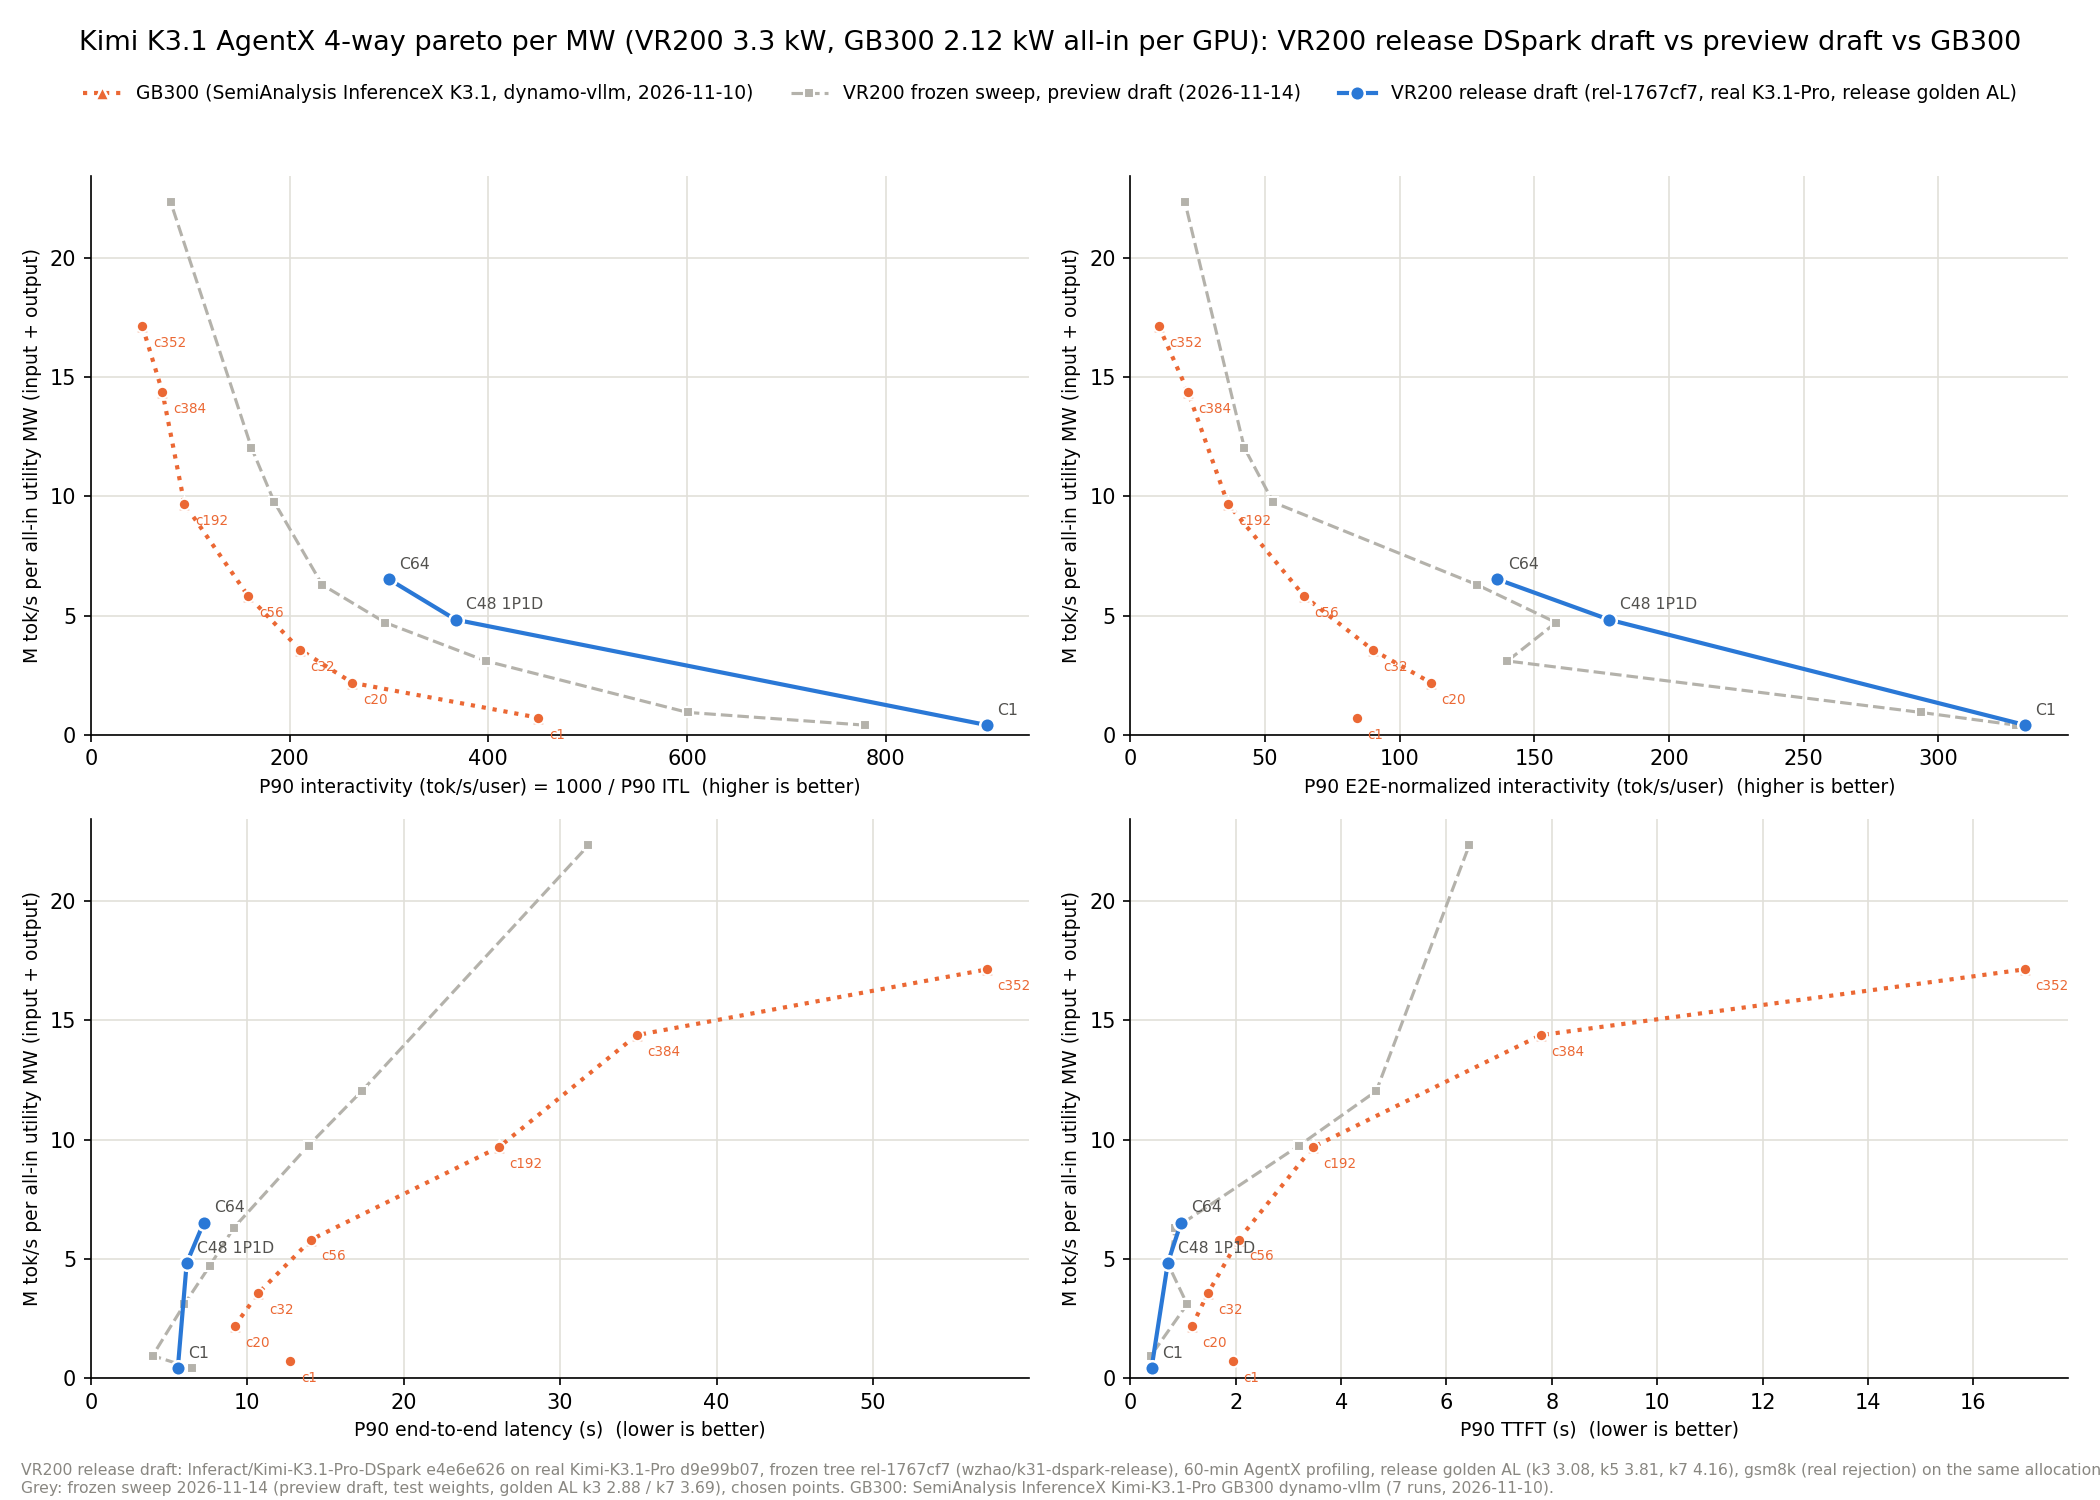 Kimi K3.1 AgentX 4-way pareto per MW (VR200 3.3 kW, GB300 2.12 kW all-in per GPU): VR200 release DSpark draft vs preview draft vs GB300
GB300 (SemiAnalysis InferenceX K3.1, dynamo-vllm, 2026-11-10)
VR200 frozen sweep, preview draft (2026-11-14)
VR200 release draft (rel-1767cf7, real K3.1-Pro, release golden AL)
M tok/s per all-in utility MW (input + output)
20
15
10
5
0
c352
c384
c192
c56
c32
c20
c1
C64
C48 1P1D
C1
0 200 400 600 800
P90 interactivity (tok/s/user) = 1000 / P90 ITL (higher is better)
M tok/s per all-in utility MW (input + output)
20
15
10
5
0
c352
c384
c192
c56
c32
c20
c1
C64
C48 1P1D
C1
0 50 100 150 200 250 300
P90 E2E-normalized interactivity (tok/s/user) (higher is better)
M tok/s per all-in utility MW (input + output)
20
15
10
5
0
c352
c384
c192
c56
c32
c20
c1
C64
C48 1P1D
C1
0 10 20 30 40 50
P90 end-to-end latency (s) (lower is better)
M tok/s per all-in utility MW (input + output)
20
15
10
5
0
c352
c384
c192
c56
c32
c20
c1
C64
C48 1P1D
C1
0 2 4 6 8 10 12 14 16
P90 TTFT (s) (lower is better)
VR200 release draft: Inferact/Kimi-K3.1-Pro-DSpark e4e6e626 on real Kimi-K3.1-Pro d9e99b07, frozen tree rel-1767cf7 (wzhao/k31-dspark-release), 60-min AgentX profiling, release golden AL (k3 3.08, k5 3.81, k7 4.16), gsm8k (real rejection) on the same allocation
Grey: frozen sweep 2026-11-14 (preview draft, test weights, golden AL k3 2.88 / k7 3.69), chosen points. GB300: SemiAnalysis InferenceX Kimi-K3.1-Pro GB300 dynamo-vllm (7 runs, 2026-11-10).